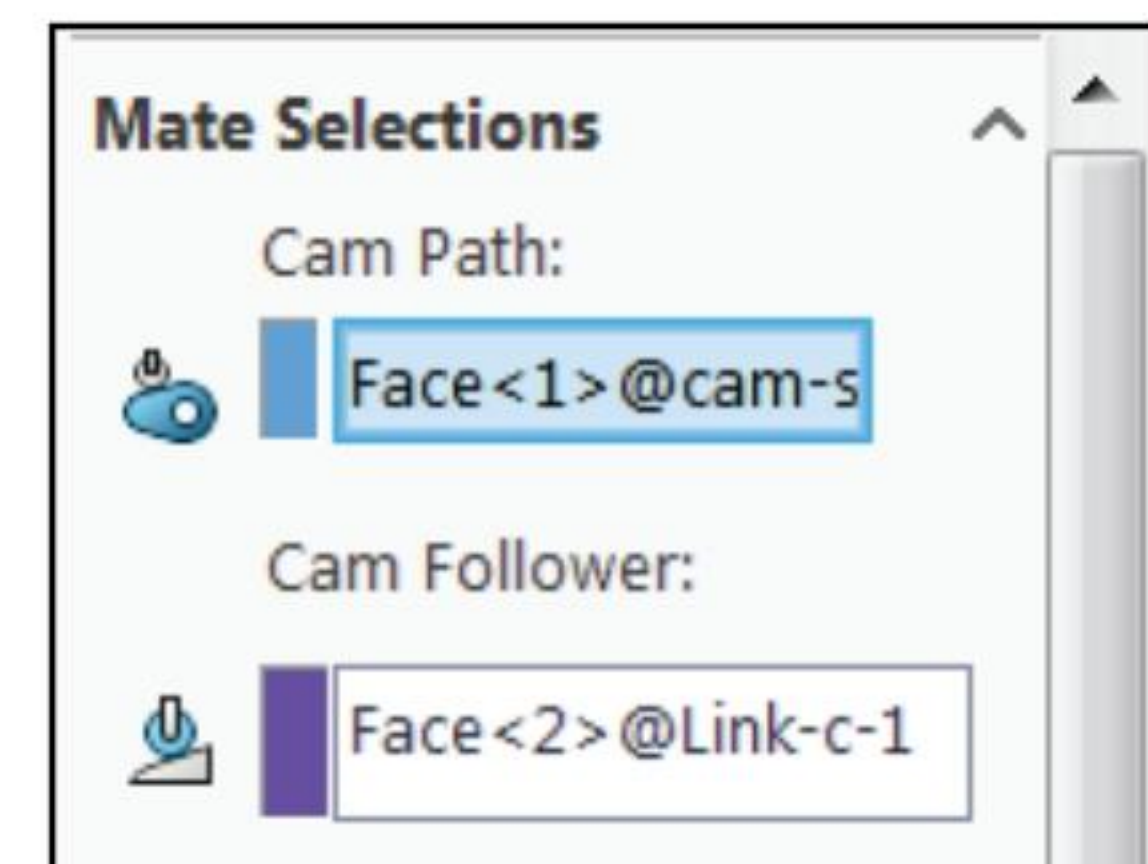 Mate Selections
Cam Path:
Face<1>@cam-s
Cam Follower:
Face<2>@Link-c-1